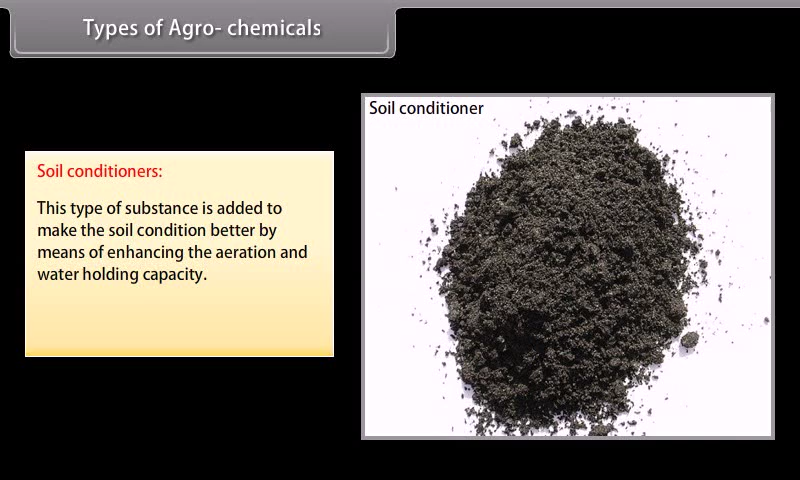 Types of Agro- chemicals
Soil conditioner
Soil conditioners:
This type of substance is added to
make the soil condition better by
means of enhancing the aeration and
water holding capacity.